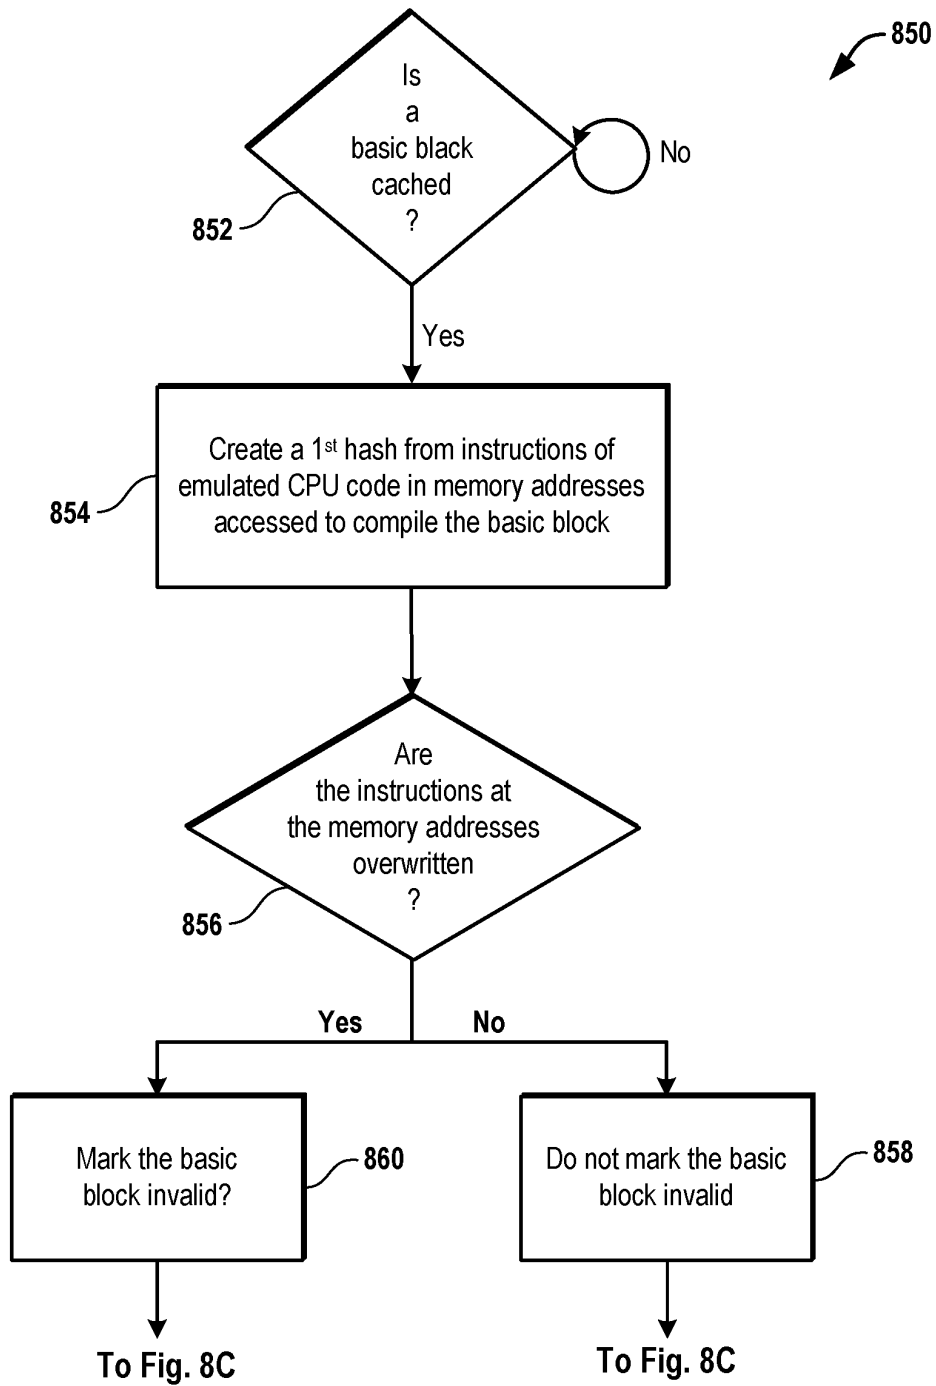 850
Is
a
basic black
cached
?
No
852
Yes
Create a 1st hash from instructions of
emulated CPU code in memory addresses
accessed to compile the basic block
854
Are
the instructions at
the memory addresses
overwritten
?
856
Yes
No
Mark the basic
block invalid?
860
Do not mark the basic
block invalid
858
To Fig. 8C
To Fig. 8C